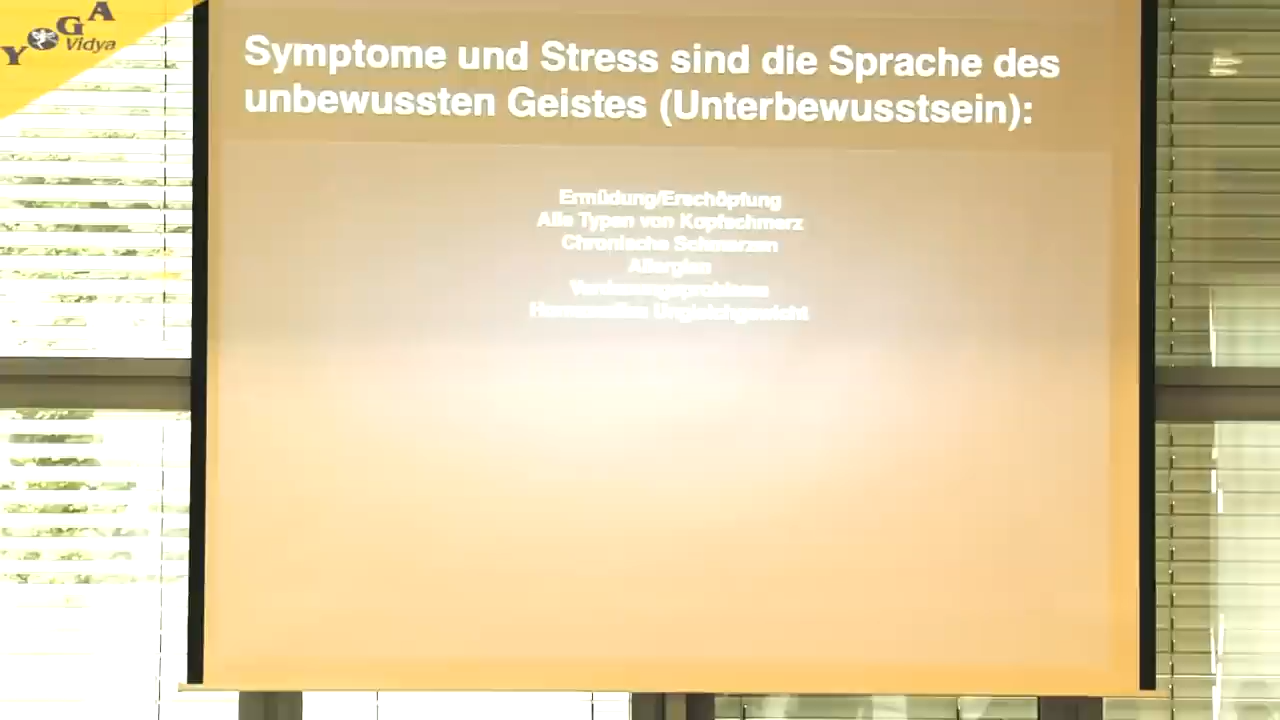 YOGA
Vidya
Symptome und Stress sind die Sprache des
unbewussten Geistes (Unterbewusstsein):
Ermüdung/Erschöpfung
Alle Typen von Kopfschmerz
Chronische Schmerzen
Allergien
Ungleichgewicht